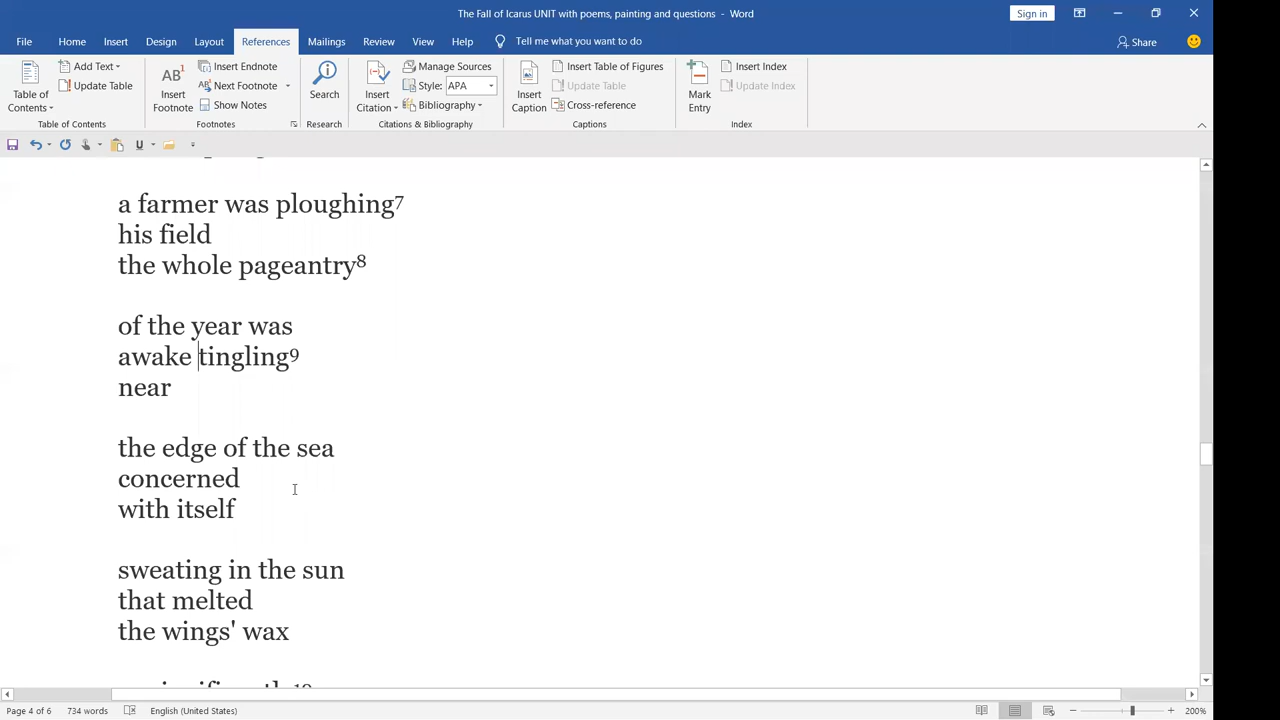 The Fall of Icarus UNIT with poems, painting and questions - Word
Sign in
File Home Insert Design Layout References Mailings Review View Help Tell me what you want to do
Share
Table of Contents
Add Text
Update Table
Table of Contents
AB1 Insert Footnote
Insert Endnote
AB1 Next Footnote
Show Notes
Footnotes
Search
Research
Insert Citation
Manage Sources
Style: APA
Bibliography
Citations & Bibliography
Insert Caption
Insert Table of Figures
Update Table
Cross-reference
Captions
Mark Entry
Insert Index
Update Index
Index
a farmer was ploughing7
his field
the whole pageantry8
of the year was
awake tingling9
near
the edge of the sea
concerned
with itself
sweating in the sun
that melted
the wings' wax
Page 4 of 6 734 words English (United States) 200%